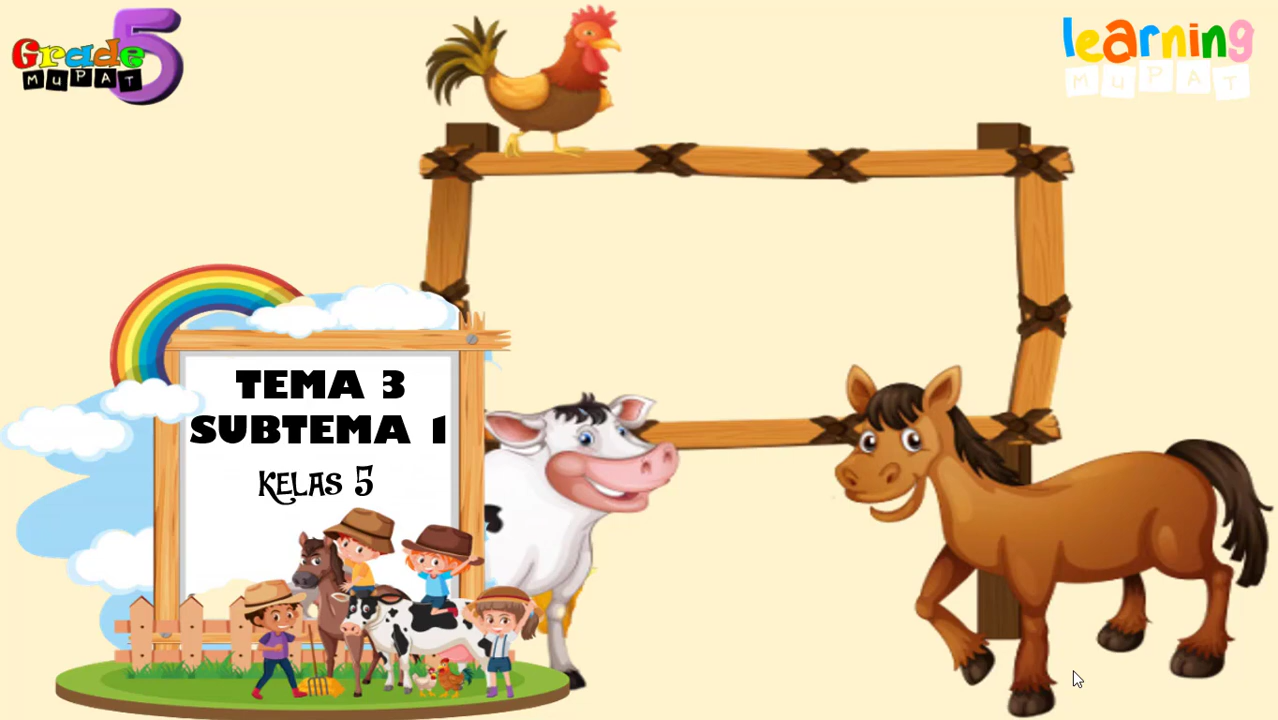 Grade 5
MUPAT
learning
MUPAT
TEMA 3
SUBTEMA 1
KELAS 5